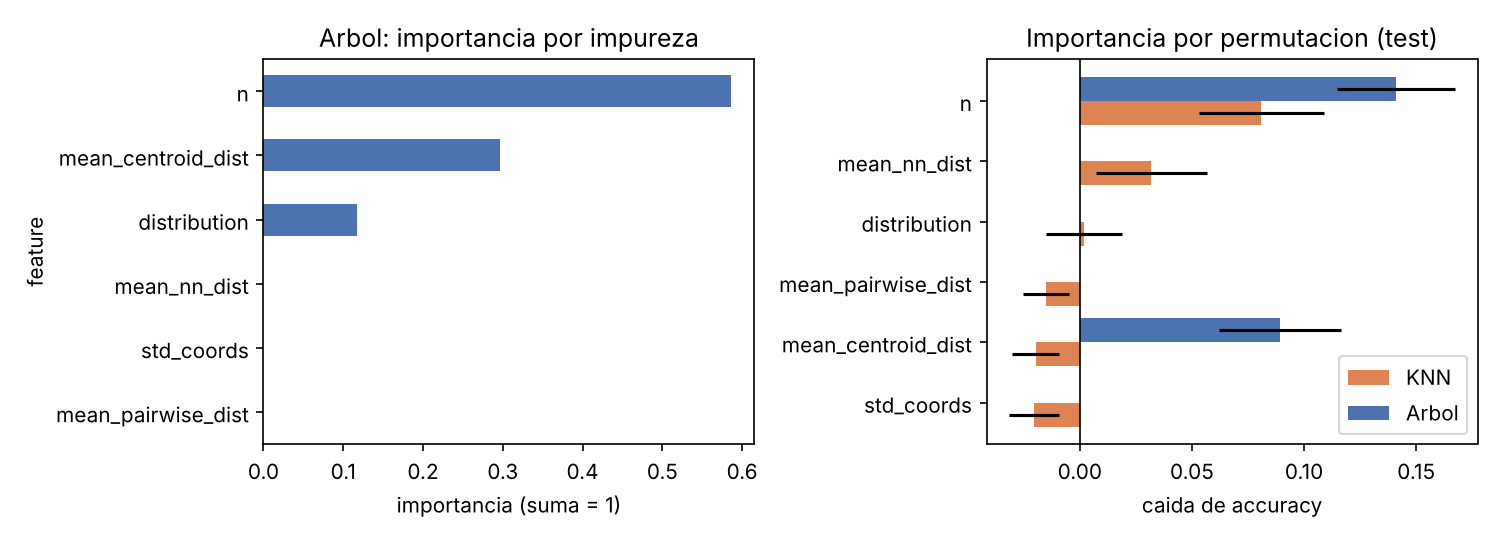 Arbol: importancia por impureza
feature
n
mean_centroid_dist
distribution
mean_nn_dist
std_coords
mean_pairwise_dist
0.0 0.1 0.2 0.3 0.4 0.5 0.6
importancia (suma = 1)
Importancia por permutacion (test)
n
mean_nn_dist
distribution
mean_pairwise_dist
mean_centroid_dist
std_coords
KNN
Arbol
0.00 0.05 0.10 0.15
caida de accuracy